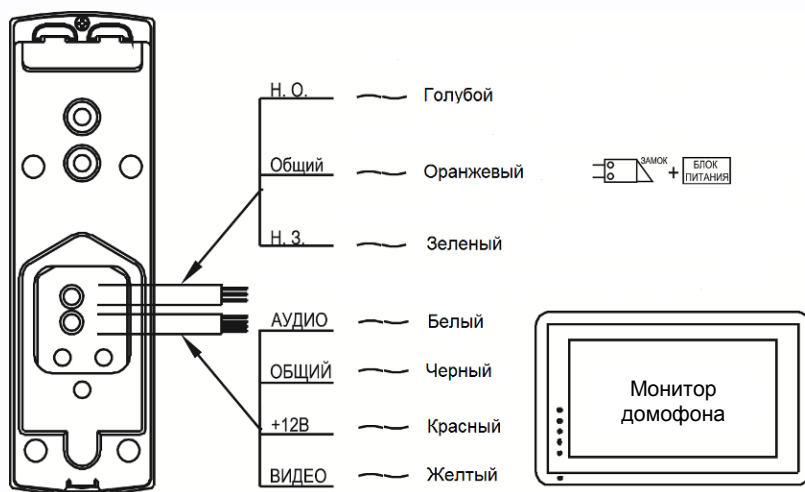 Н. О. Голубой
Общий Оранжевый
ЗАМОК + БЛОК ПИТАНИЯ
Н. З. Зеленый
АУДИО Белый
ОБЩИЙ Черный
+12В Красный
ВИДЕО Желтый
Монитор
домофона